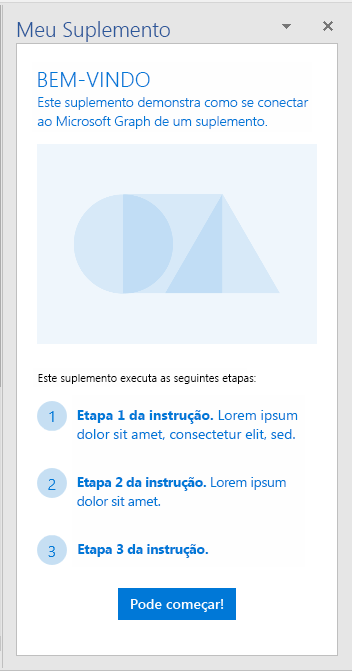 Meu Suplemento
BEM-VINDO
Este suplemento demonstra como se conectar
ao Microsoft Graph de um suplemento.
Este suplemento executa as seguintes etapas:
1 Etapa 1 da instrução. Lorem ipsum
dolor sit amet, consectetur elit, sed.
2 Etapa 2 da instrução. Lorem ipsum
dolor sit amet.
3 Etapa 3 da instrução.
Pode começar!